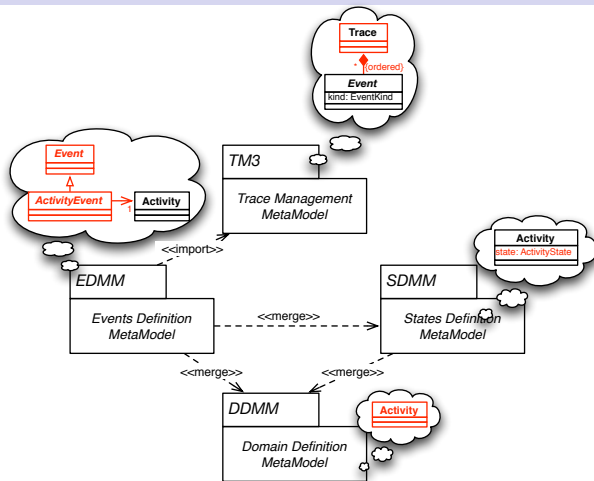 Trace
* {ordered}
Event
kind: EventKind
Event
ActivityEvent
1
Activity
TM3
Trace Management
MetaModel
<<import>>
Activity
state: ActivityState
EDMM
Events Definition
MetaModel
<<merge>>
SDMM
States Definition
MetaModel
<<merge>>
<<merge>>
DDMM
Domain Definition
MetaModel
Activity